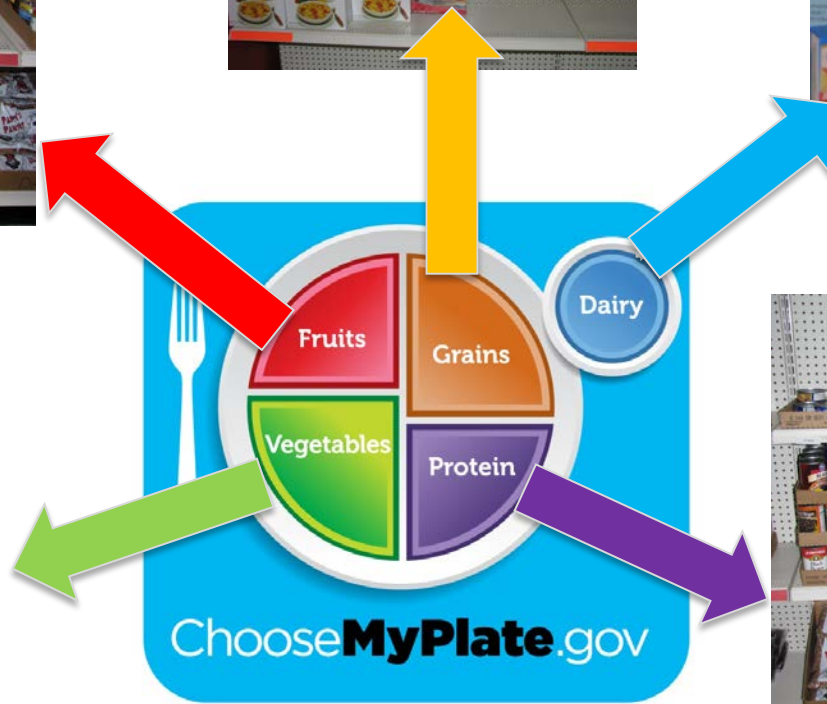 Dairy
Fruits
Grains
Vegetables
Protein
ChooseMyPlate.gov